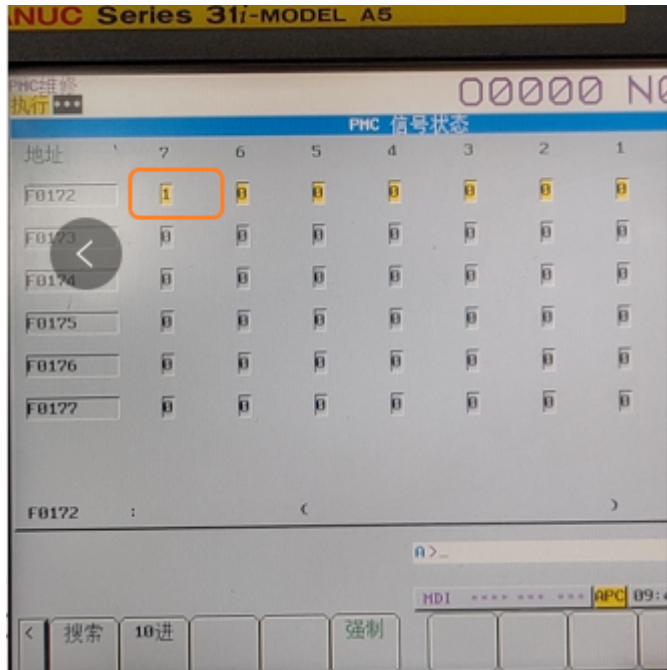 ANUC Series 31i-MODEL A5
PMC维修
执行 ••• O0000 N0
PMC 信号状态
地址 7 6 5 4 3 2 1
F0172 1 0 0 0 0 0 0
F0173 0 0 0 0 0 0 0
F0174 0 0 0 0 0 0 0
F0175 0 0 0 0 0 0 0
F0176 0 0 0 0 0 0 0
F0177 0 0 0 0 0 0 0
F0172 : ( )
A>_
MDI **** *** *** APC 09:
< 搜索 10进 强制